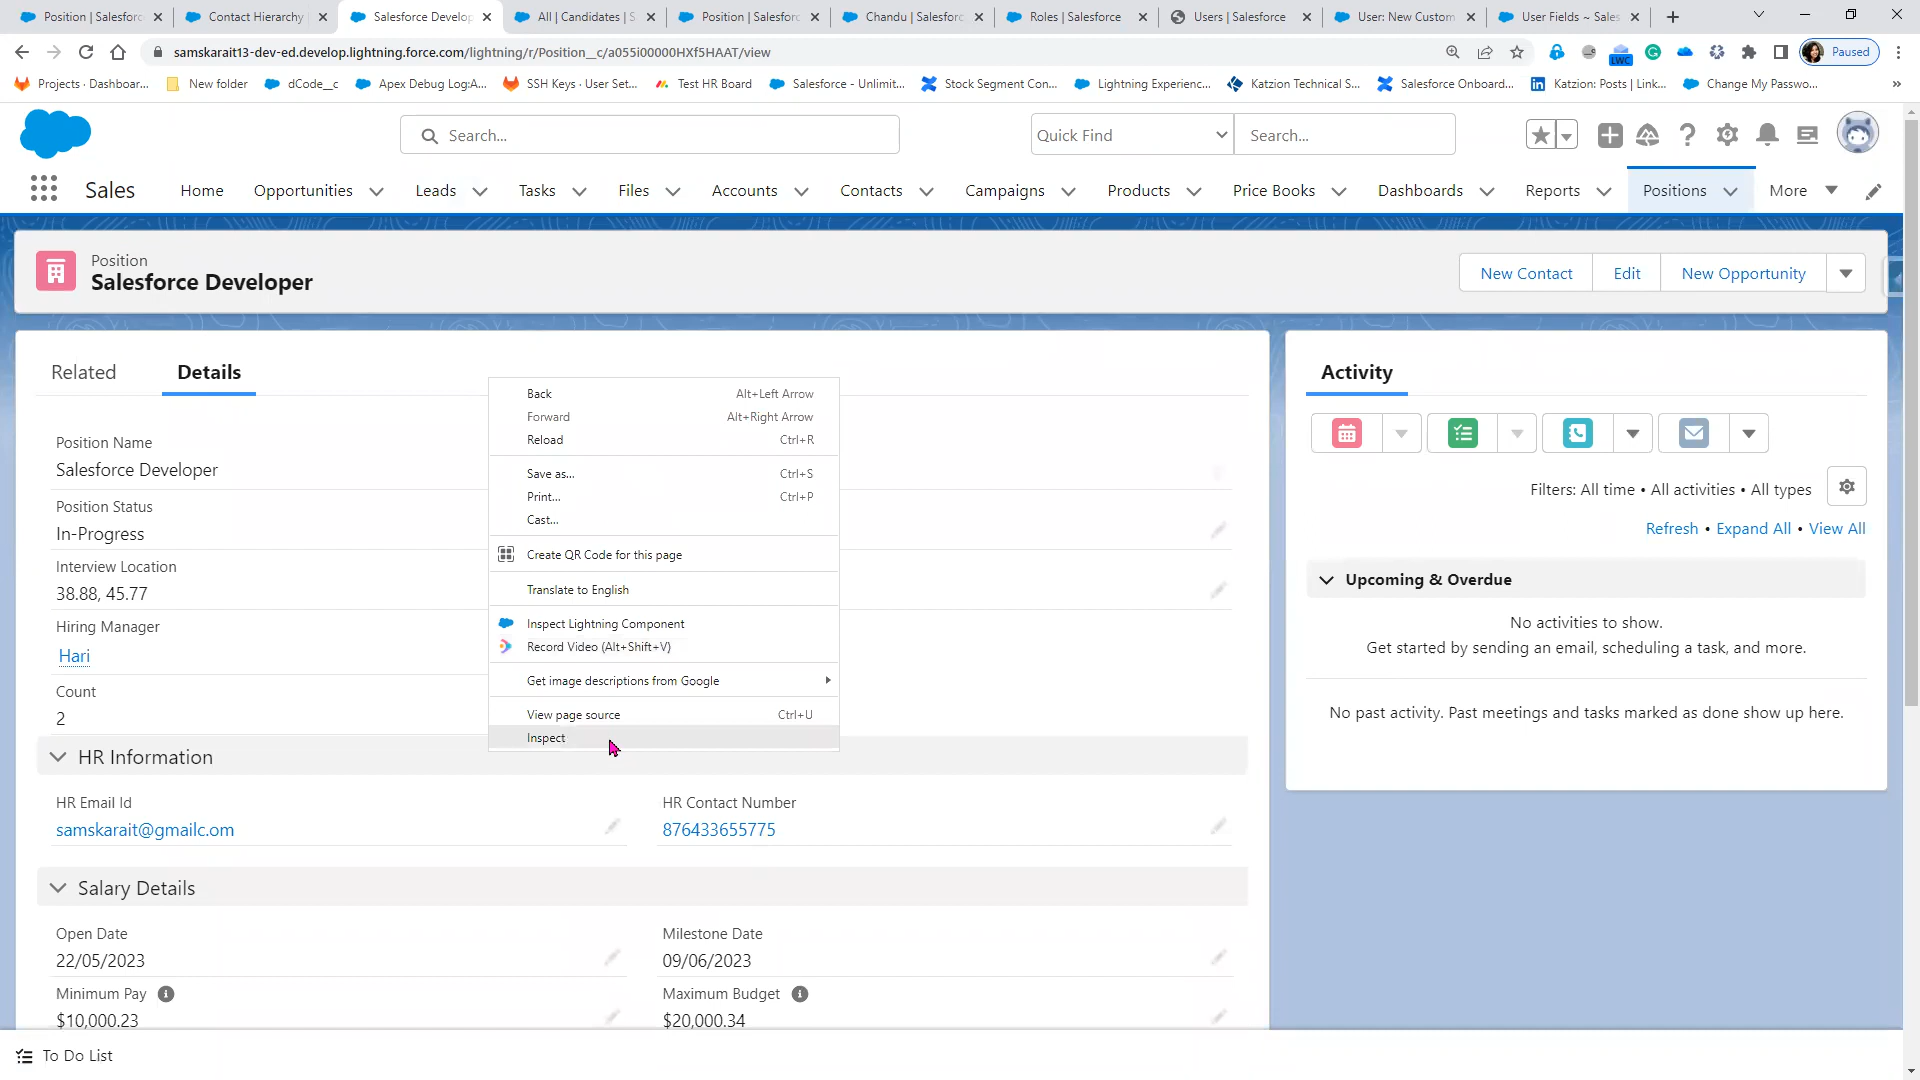 Position | Salesforc
Contact Hierarchy
Salesforce Develop
All | Candidates | S
Position | Salesforc
Chandu | Salesforc
Roles | Salesforce
Users | Salesforce
User: New Custom
User Fields ~ Sales
samskarait13-dev-ed.develop.lightning.force.com/lightning/r/Position__c/a055i00000HXf5HAAT/view
LWC
Paused
Projects · Dashboar...
New folder
dCode__c
Apex Debug Log:A...
SSH Keys · User Set...
Test HR Board
Salesforce - Unlimit...
Stock Segment Con...
Lightning Experienc...
Katzion Technical S...
Salesforce Onboard...
Katzion: Posts | Link...
Change My Passwo...
»
Search...
Quick Find
Search...
Sales
Home
Opportunities
Leads
Tasks
Files
Accounts
Contacts
Campaigns
Products
Price Books
Dashboards
Reports
Positions
More
Position
Salesforce Developer
New Contact
Edit
New Opportunity
Related
Details
Position Name
Salesforce Developer
Position Status
In-Progress
Interview Location
38.88, 45.77
Hiring Manager
Hari
Count
2
Back Alt+Left Arrow
Forward Alt+Right Arrow
Reload Ctrl+R
Save as... Ctrl+S
Print... Ctrl+P
Cast...
Create QR Code for this page
Translate to English
Inspect Lightning Component
Record Video (Alt+Shift+V)
Get image descriptions from Google
View page source Ctrl+U
Inspect
HR Information
HR Email Id
samskarait@gmailc.om
HR Contact Number
876433655775
Salary Details
Open Date
22/05/2023
Milestone Date
09/06/2023
Minimum Pay
$10,000.23
Maximum Budget
$20,000.34
Activity
Filters: All time • All activities • All types
Refresh • Expand All • View All
Upcoming & Overdue
No activities to show.
Get started by sending an email, scheduling a task, and more.
No past activity. Past meetings and tasks marked as done show up here.
To Do List